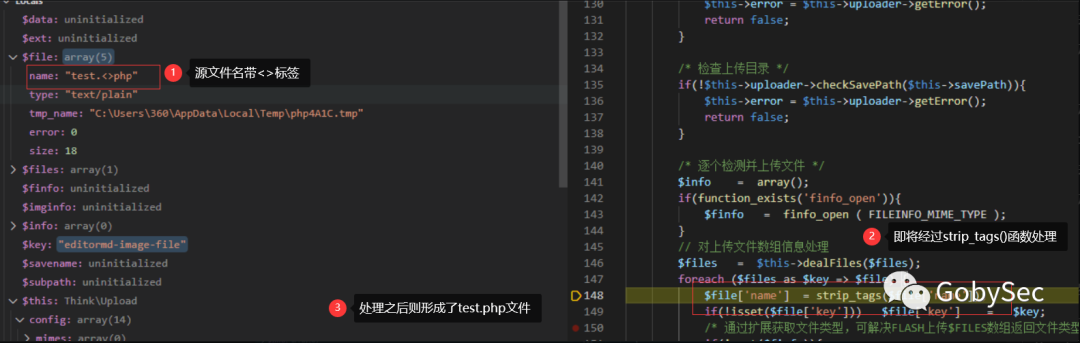 LOCALS
$data: uninitialized
$ext: uninitialized
$file: array(5)
name: "test.<>php"
1 源文件名带<>标签
type: "text/plain"
tmp_name: "C:\Users\360\AppData\Local\Temp\php4A1C.tmp"
error: 0
size: 18
$files: array(1)
$finfo: uninitialized
$imginfo: uninitialized
$info: array(0)
$key: "editormd-image-file"
$savename: uninitialized
$subpath: uninitialized
$this: Think\Upload
3 处理之后则形成了test.php文件
config: array(14)
mimes: array(0)
130 $this->error = $this->uploader->getError();
131 return false;
132 }
133
134 /* 检查上传目录 */
135 if(!$this->uploader->checkSavePath($this->savePath)){
136 $this->error = $this->uploader->getError();
137 return false;
138 }
139
140 /* 逐个检测并上传文件 */
141 $info = array();
142 if(function_exists('finfo_open')){
143 $finfo = finfo_open ( FILEINFO_MIME_TYPE );
144 }
2 即将经过strip_tags()函数处理
145 // 对上传文件数组信息处理
146 $files = $this->dealFiles($files);
147 foreach ($files as $key => $file
148 $file['name'] = strip_tags(
GobySec
149 if(!isset($file['key'])) $file['key'] = $key;
150 /* 通过扩展获取文件类型，可解决FLASH上传$FILES数组返回文件类型